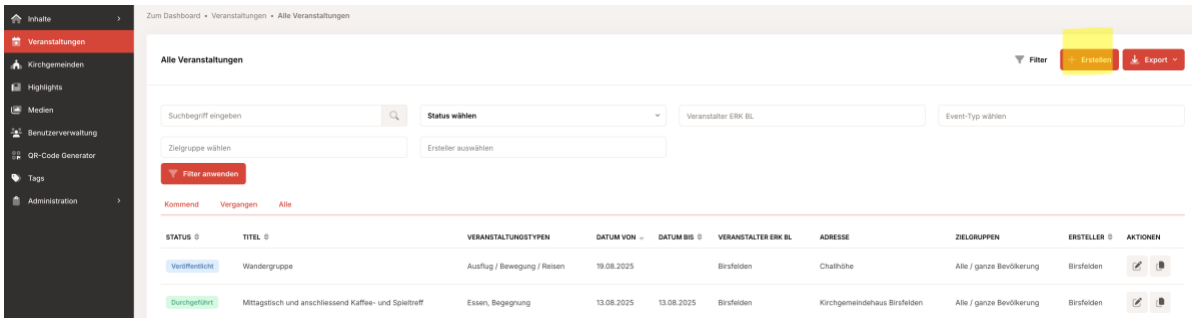 Inhalte
Veranstaltungen
Kirchgemeinden
Highlights
Medien
Benutzerverwaltung
QR-Code Generator
Tags
Administration
Zum Dashboard • Veranstaltungen • Alle Veranstaltungen
Alle Veranstaltungen
Filter
+ Erstellen
Export
Suchbegriff eingeben
Status wählen
Veranstalter ERK BL
Event-Typ wählen
Zielgruppe wählen
Ersteller auswählen
Filter anwenden
Kommend Vergangen Alle
STATUS TITEL VERANSTALTUNGSTYPEN DATUM VON DATUM BIS VERANSTALTER ERK BL ADRESSE ZIELGRUPPEN ERSTELLER AKTIONEN
Veröffentlicht Wandergruppe Ausflug / Bewegung / Reisen 19.08.2025 Birsfelden Challhöhe Alle / ganze Bevölkerung Birsfelden
Durchgeführt Mittagstisch und anschliessend Kaffee- und Spieltreff Essen, Begegnung 13.08.2025 13.08.2025 Birsfelden Kirchgemeindehaus Birsfelden Alle / ganze Bevölkerung Birsfelden